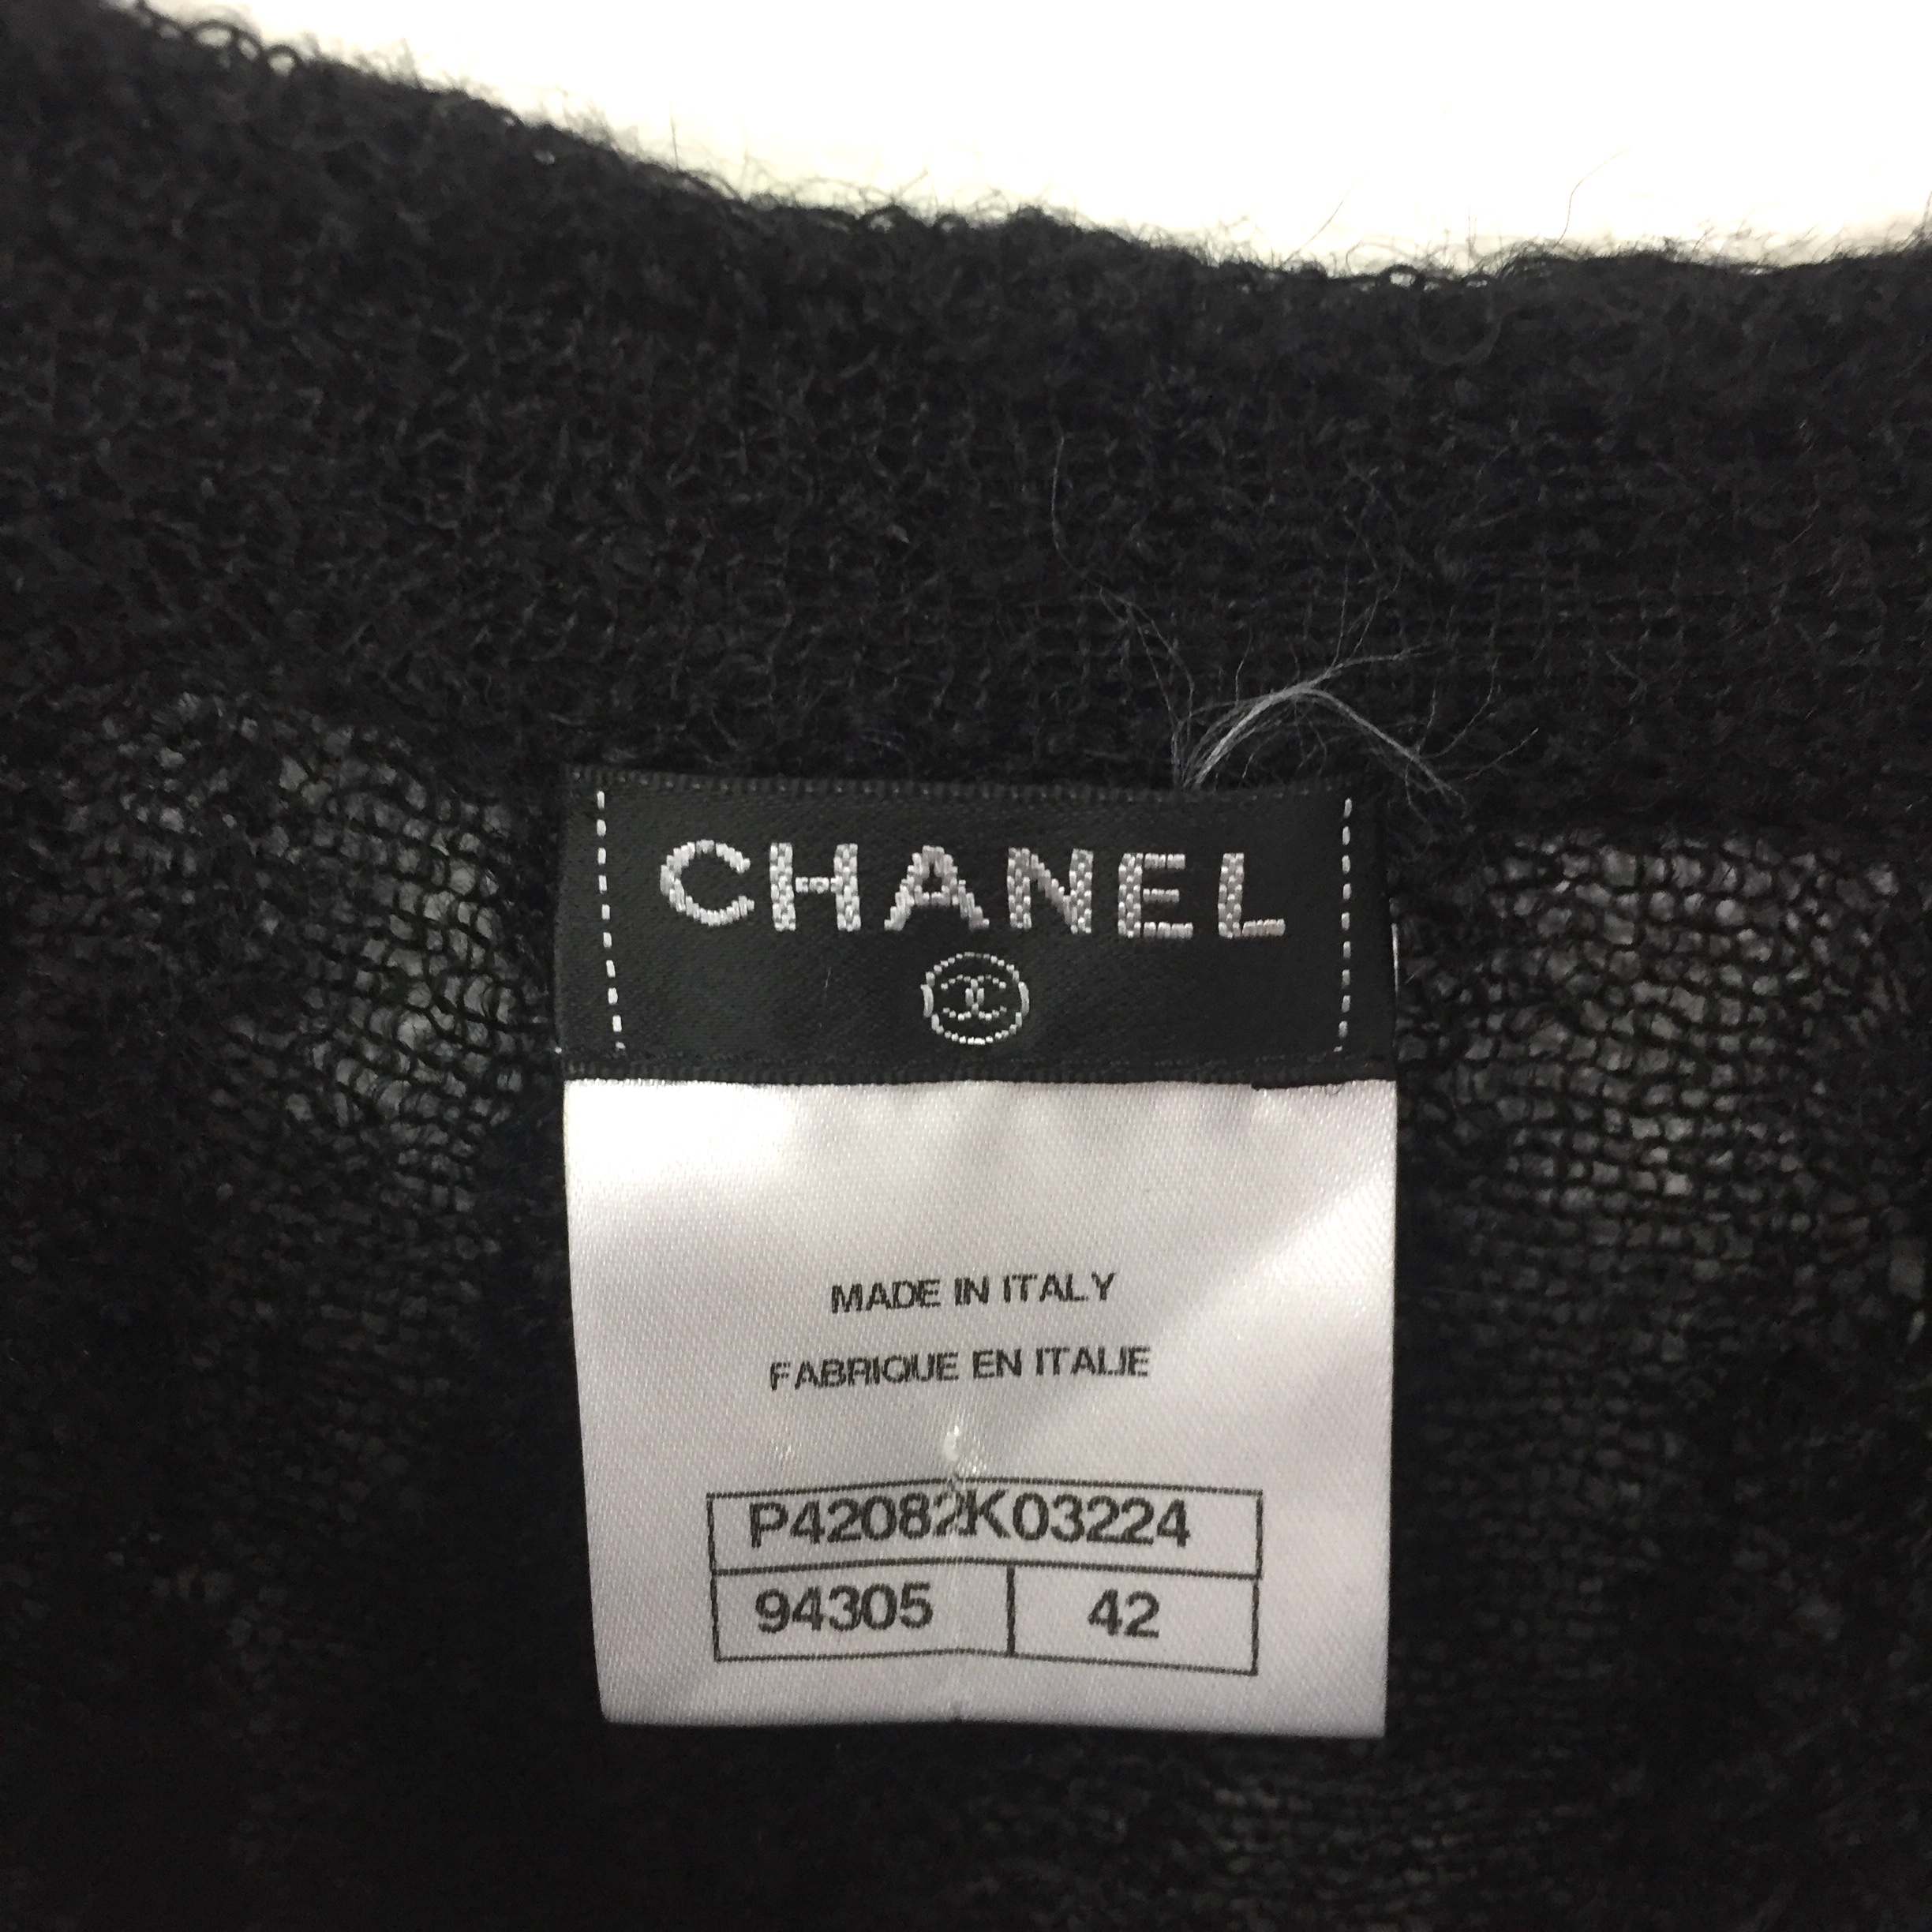 CHANEL
MADE IN ITALY
FABRIQUE EN ITALIE
P42082K03224
94305 42